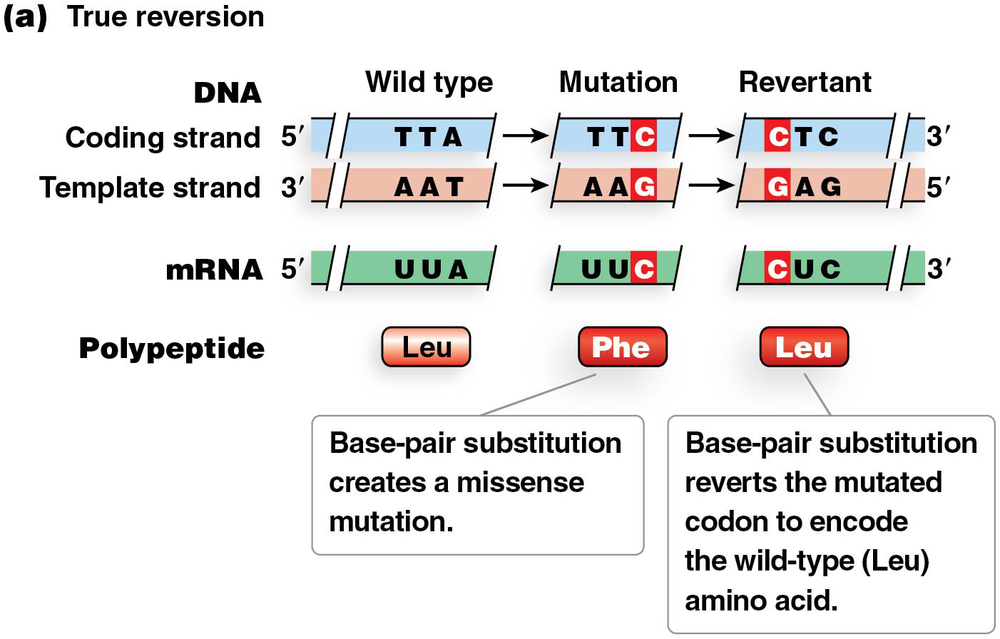 (a) True reversion
DNA Wild type Mutation Revertant
Coding strand 5′ TTA TTC CTC 3′
Template strand 3′ AAT AAG GAG 5′
mRNA 5′ UUA UUC CUC 3′
Polypeptide Leu Phe Leu
Base-pair substitution
creates a missense
mutation.
Base-pair substitution
reverts the mutated
codon to encode
the wild-type (Leu)
amino acid.